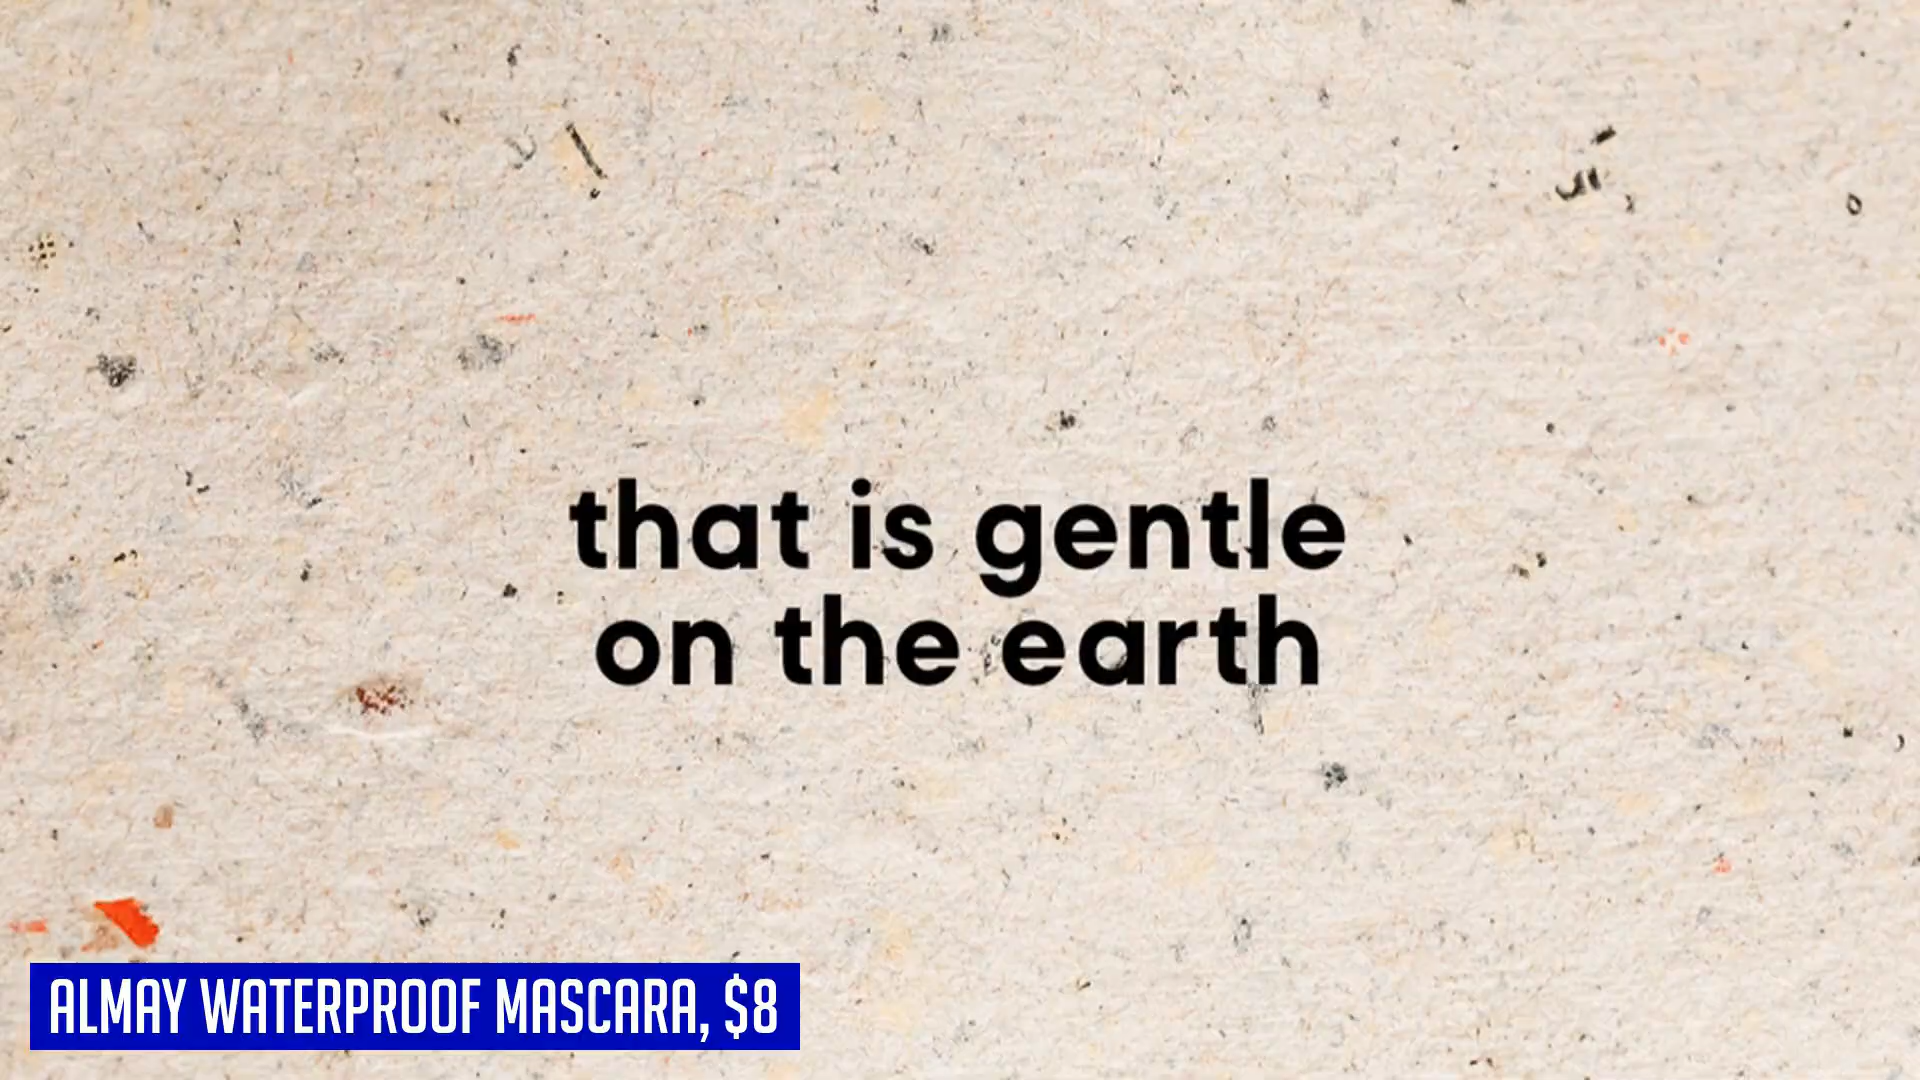 that is gentle
on the earth
ALMAY WATERPROOF MASCARA, $8